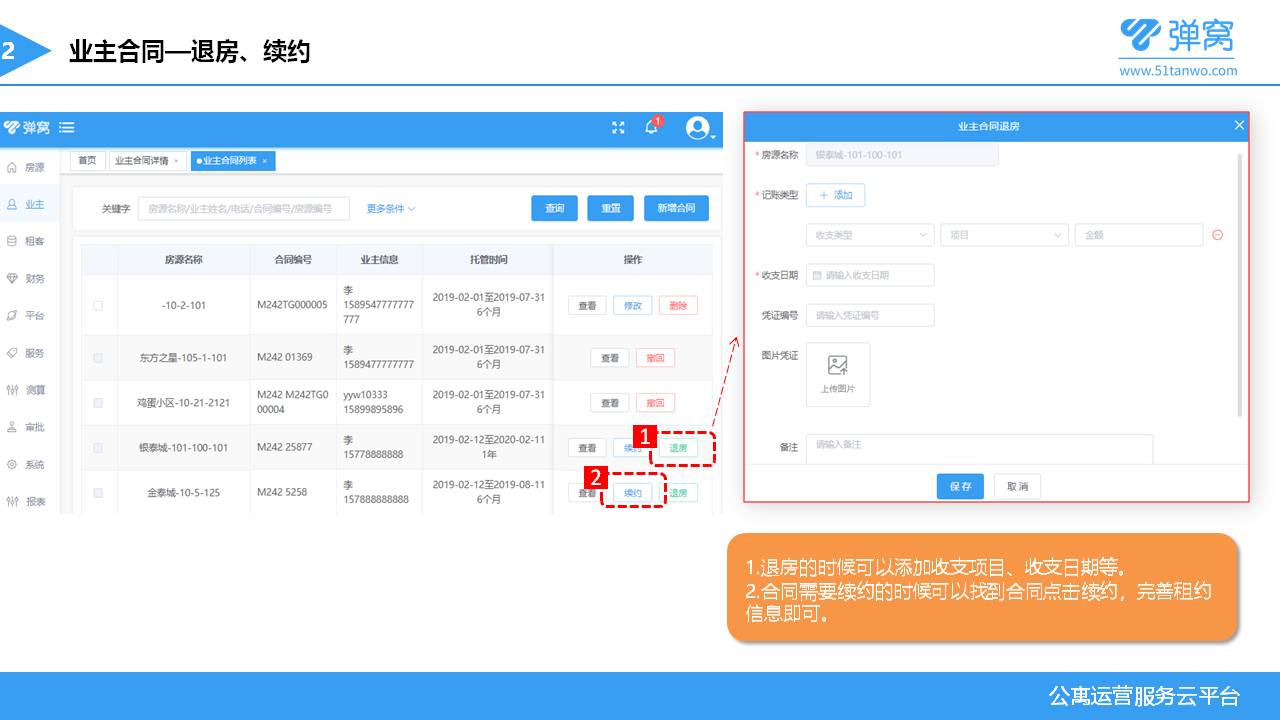 2
业主合同—退房、续约
弹窝
www.51tanwo.com
弹窝
1
房源
业主
租客
财务
平台
服务
测算
审批
系统
报表
首页
业主合同详情 ×
业主合同列表 ×
关键字
房源名称/业主姓名/电话/合同编号/房源编号
更多条件
查询
重置
新增合同
房源名称 合同编号 业主信息 托管时间 操作
-10-2-101 M242TG000005 李 1589547777777777 2019-02-01至2019-07-31 6个月 查看 修改 删除
东方之星-105-1-101 M242 01369 李 1589477777777 2019-02-01至2019-07-31 6个月 查看 撤回
鸡蛋小区-10-21-2121 M242 M242TG000004 yyw10333 15899895896 2019-02-01至2019-07-31 6个月 查看 撤回
银泰城-101-100-101 M242 25877 李 15778888888 2019-02-12至2020-02-11 1年 查看 续约 退房
金泰城-10-5-125 M242 5258 李 157888888888 2019-02-12至2019-08-11 6个月 查看 续约 退房
1
2
业主合同退房
* 房源名称 银泰城-101-100-101
* 记账类型 + 添加
收支类型 项目 金额
* 收支日期 请输入收支日期
凭证编号 请输入凭证编号
图片凭证 上传图片
备注 请输入备注
保存 取消
1.退房的时候可以添加收支项目、收支日期等。
2.合同需要续约的时候可以找到合同点击续约，完善租约
信息即可。
公寓运营服务云平台